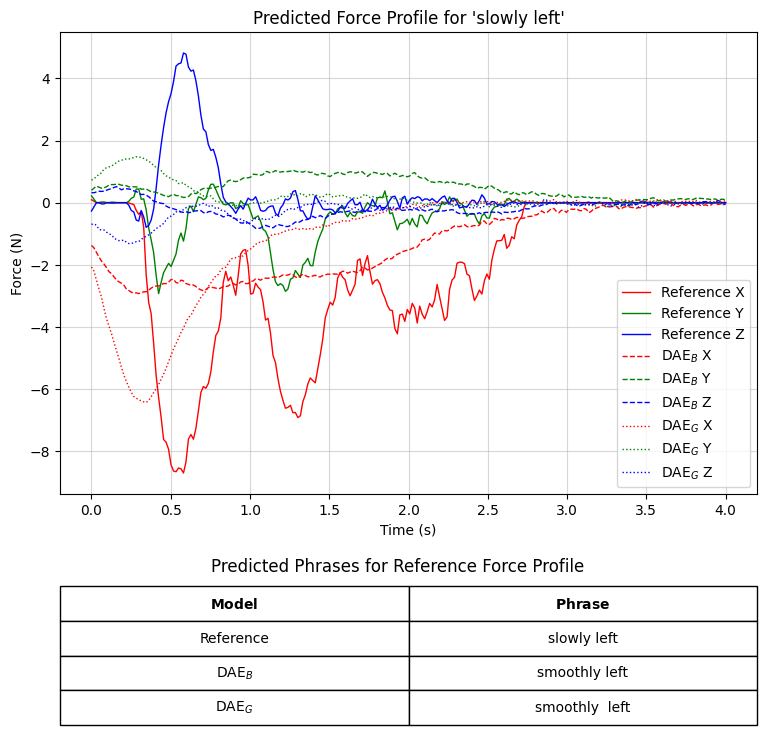 Predicted Force Profile for 'slowly left'
4
2
0
−2
−4
−6
−8
Force (N)
Reference X
Reference Y
Reference Z
DAE_B X
DAE_B Y
DAE_B Z
DAE_G X
DAE_G Y
DAE_G Z
0.0 0.5 1.0 1.5 2.0 2.5 3.0 3.5 4.0
Time (s)
Predicted Phrases for Reference Force Profile
Model Phrase
Reference slowly left
DAE_B smoothly left
DAE_G smoothly  left